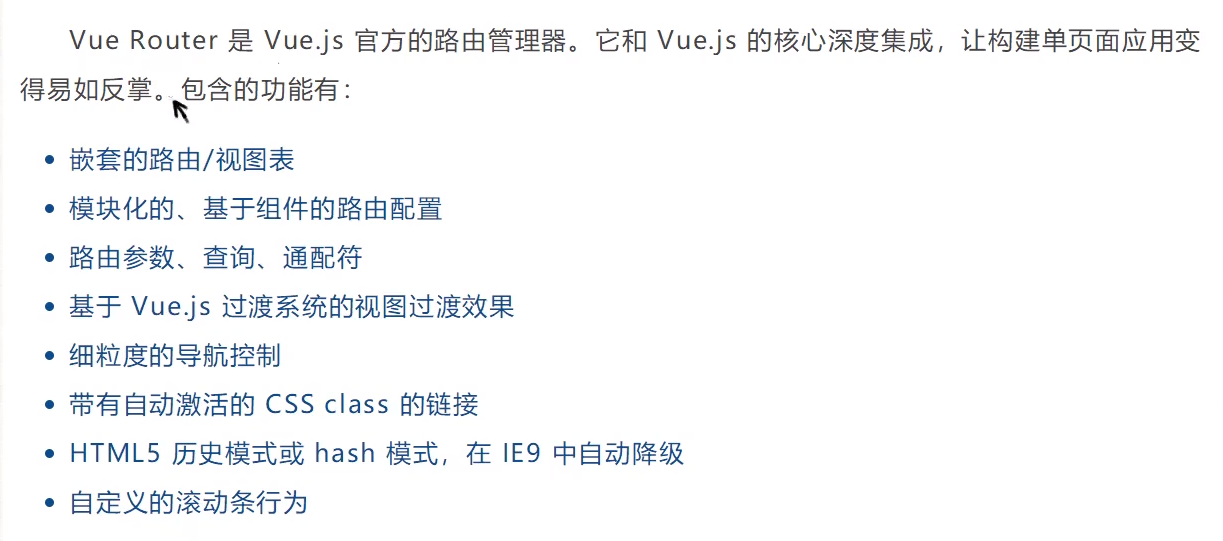 Vue Router 是 Vue.js 官方的路由管理器。它和 Vue.js 的核心深度集成，让构建单页面应用变
得易如反掌。包含的功能有：
• 嵌套的路由/视图表
• 模块化的、基于组件的路由配置
• 路由参数、查询、通配符
• 基于 Vue.js 过渡系统的视图过渡效果
• 细粒度的导航控制
• 带有自动激活的 CSS class 的链接
• HTML5 历史模式或 hash 模式，在 IE9 中自动降级
• 自定义的滚动条行为